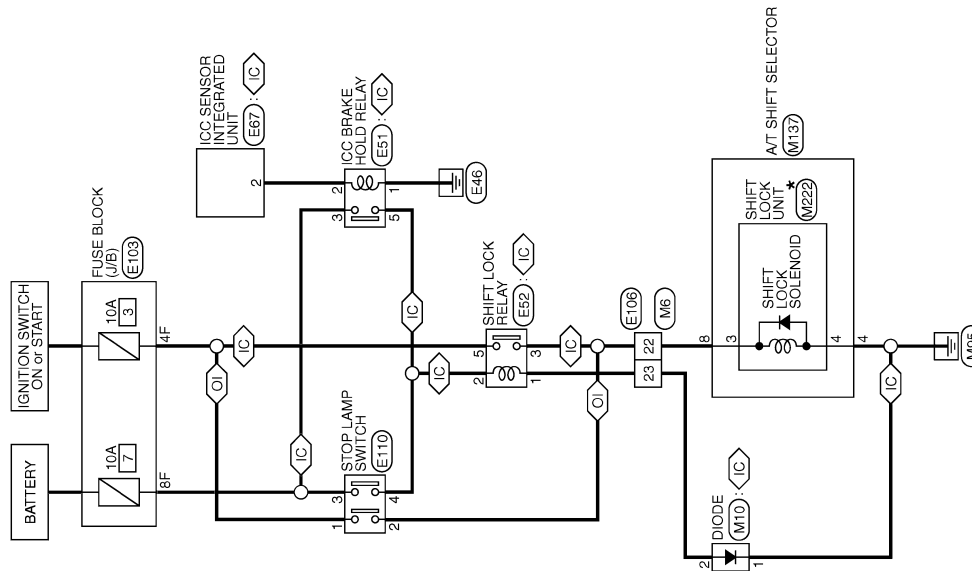 BATTERY
IGNITION SWITCH
ON or START
10A
7
10A
3
FUSE BLOCK
(J/B)
E103
8F
4F
ICC SENSOR
INTEGRATED
UNIT
E67 : IC
2
OI
IC
IC
3
2
ICC BRAKE
HOLD RELAY
E51 : IC
5
1
E46
1
3
STOP LAMP
SWITCH
E110
2
4
IC
IC
5
2
SHIFT LOCK
RELAY
E52 : IC
3
1
IC
OI
22
23
E106
M6
8
3
SHIFT
LOCK
SOLENOID
SHIFT
LOCK
UNIT *
M222
A/T SHIFT SELECTOR
M137
4
4
2
DIODE
M10 : IC
1
IC